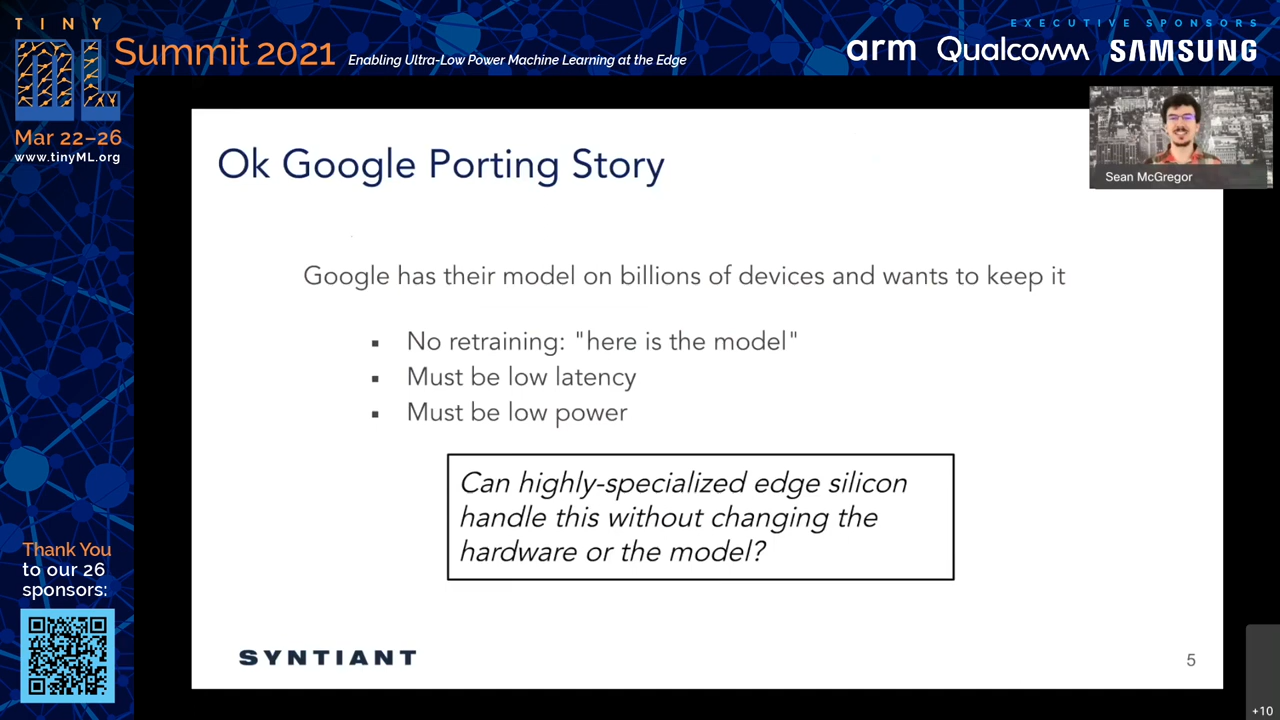 TINY
ML
Summit 2021
Enabling Ultra-Low Power Machine Learning at the Edge
Mar 22–26
www.tinyML.org
EXECUTIVE SPONSORS
arm Qualcomm SAMSUNG
Sean McGregor
Ok Google Porting Story
Google has their model on billions of devices and wants to keep it
▪ No retraining: "here is the model"
▪ Must be low latency
▪ Must be low power
Can highly-specialized edge silicon
handle this without changing the
hardware or the model?
SYNTIANT
5
Thank You
to our 26
sponsors:
+10